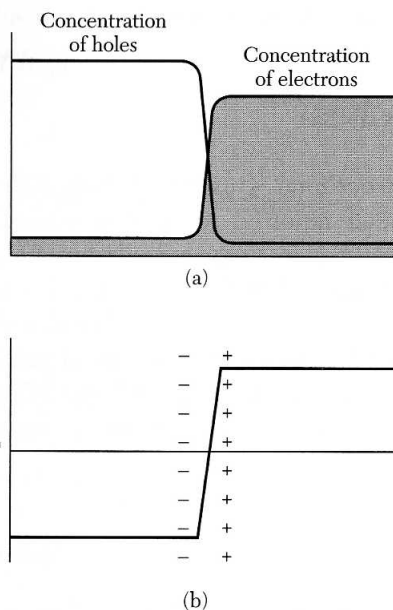 Concentration
of holes
Concentration
of electrons
(a)
− +
− +
− +
− +
− +
− +
− +
− +
(b)